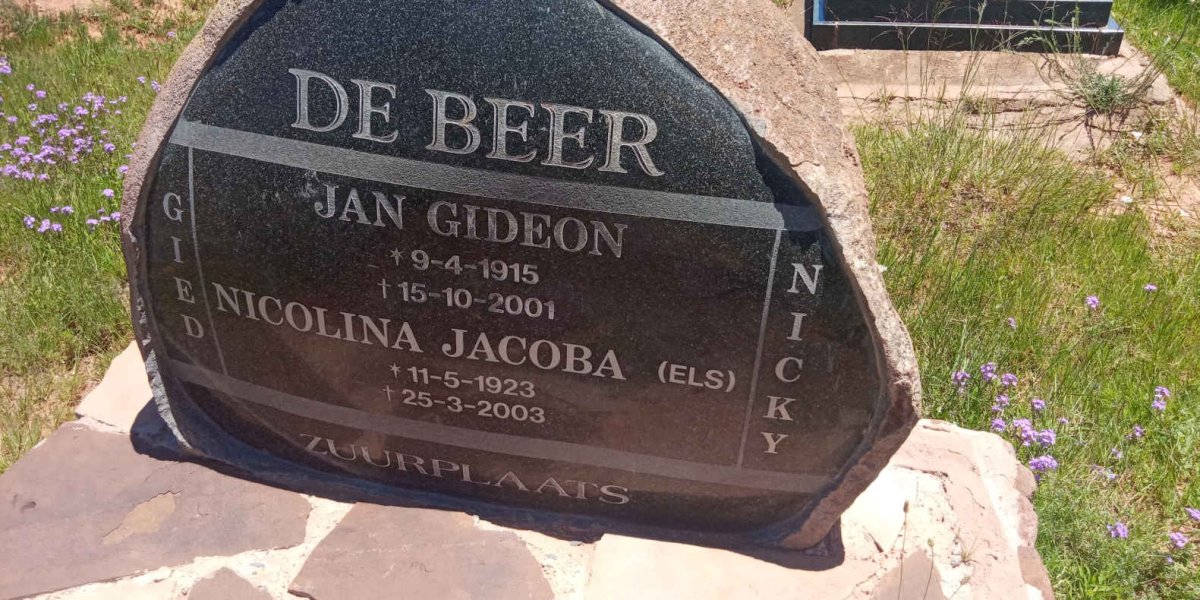 DE BEER
JAN GIDEON
*9-4-1915
†15-10-2001
NICOLINA JACOBA (ELS)
*11-5-1923
†25-3-2003
GIED
NICKY
ZUURPLAATS